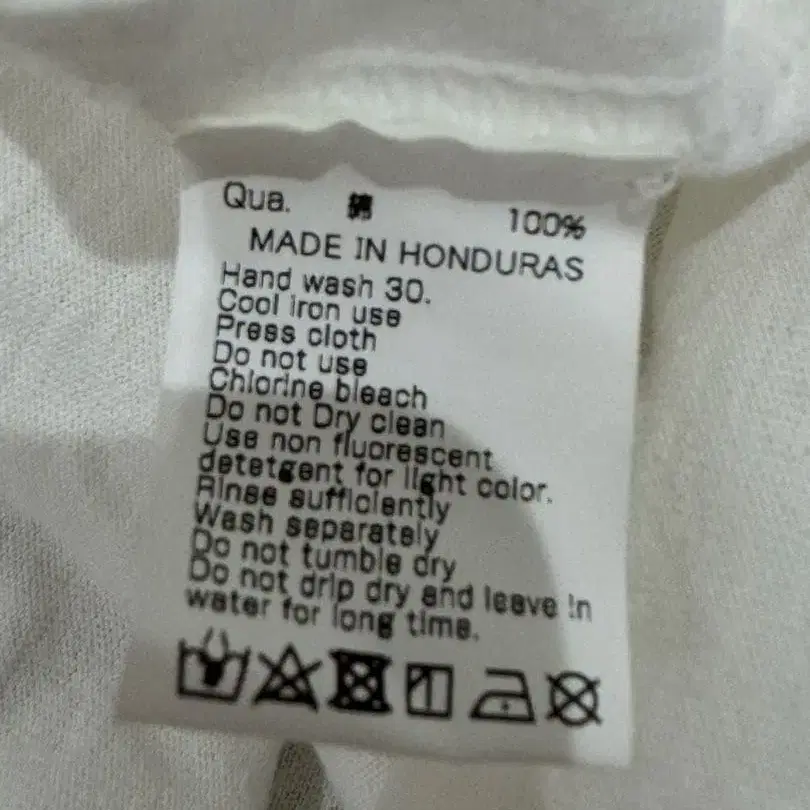 Qua. 綿 100%
MADE IN HONDURAS
Hand wash 30.
Cool iron use
Press cloth
Do not use
Chlorine bleach
Do not Dry clean
Use non fluorescent
detetgent for light color.
Rinse sufficiently
Wash separately
Do not tumble dry
Do not drip dry and leave in
water for long time.